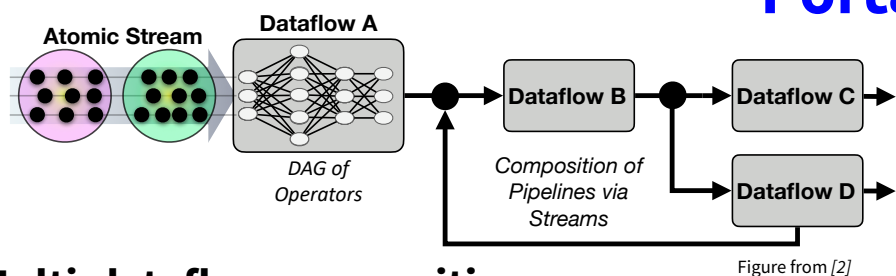 Atomic Stream
Dataflow A
Dataflow B
Dataflow C
DAG of
Operators
Composition of
Pipelines via
Streams
Dataflow D
Figure from [2]